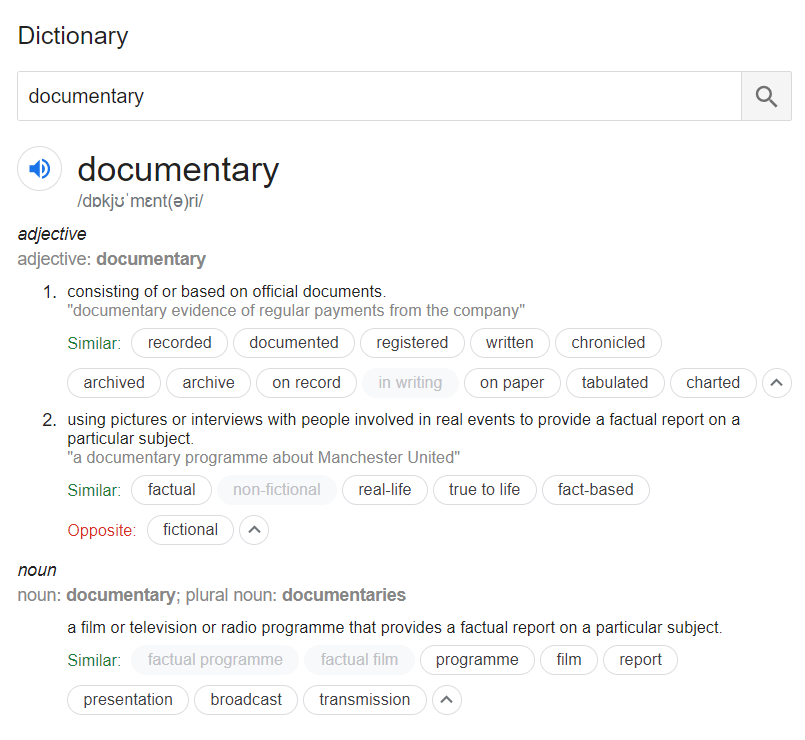 Dictionary
documentary
documentary
/dɒkjʊˈmɛnt(ə)ri/
adjective
adjective: documentary
1. consisting of or based on official documents.
"documentary evidence of regular payments from the company"
Similar: recorded documented registered written chronicled
archived archive on record in writing on paper tabulated charted
2. using pictures or interviews with people involved in real events to provide a factual report on a
particular subject.
"a documentary programme about Manchester United"
Similar: factual non-fictional real-life true to life fact-based
Opposite: fictional
noun
noun: documentary; plural noun: documentaries
a film or television or radio programme that provides a factual report on a particular subject.
Similar: factual programme factual film programme film report
presentation broadcast transmission